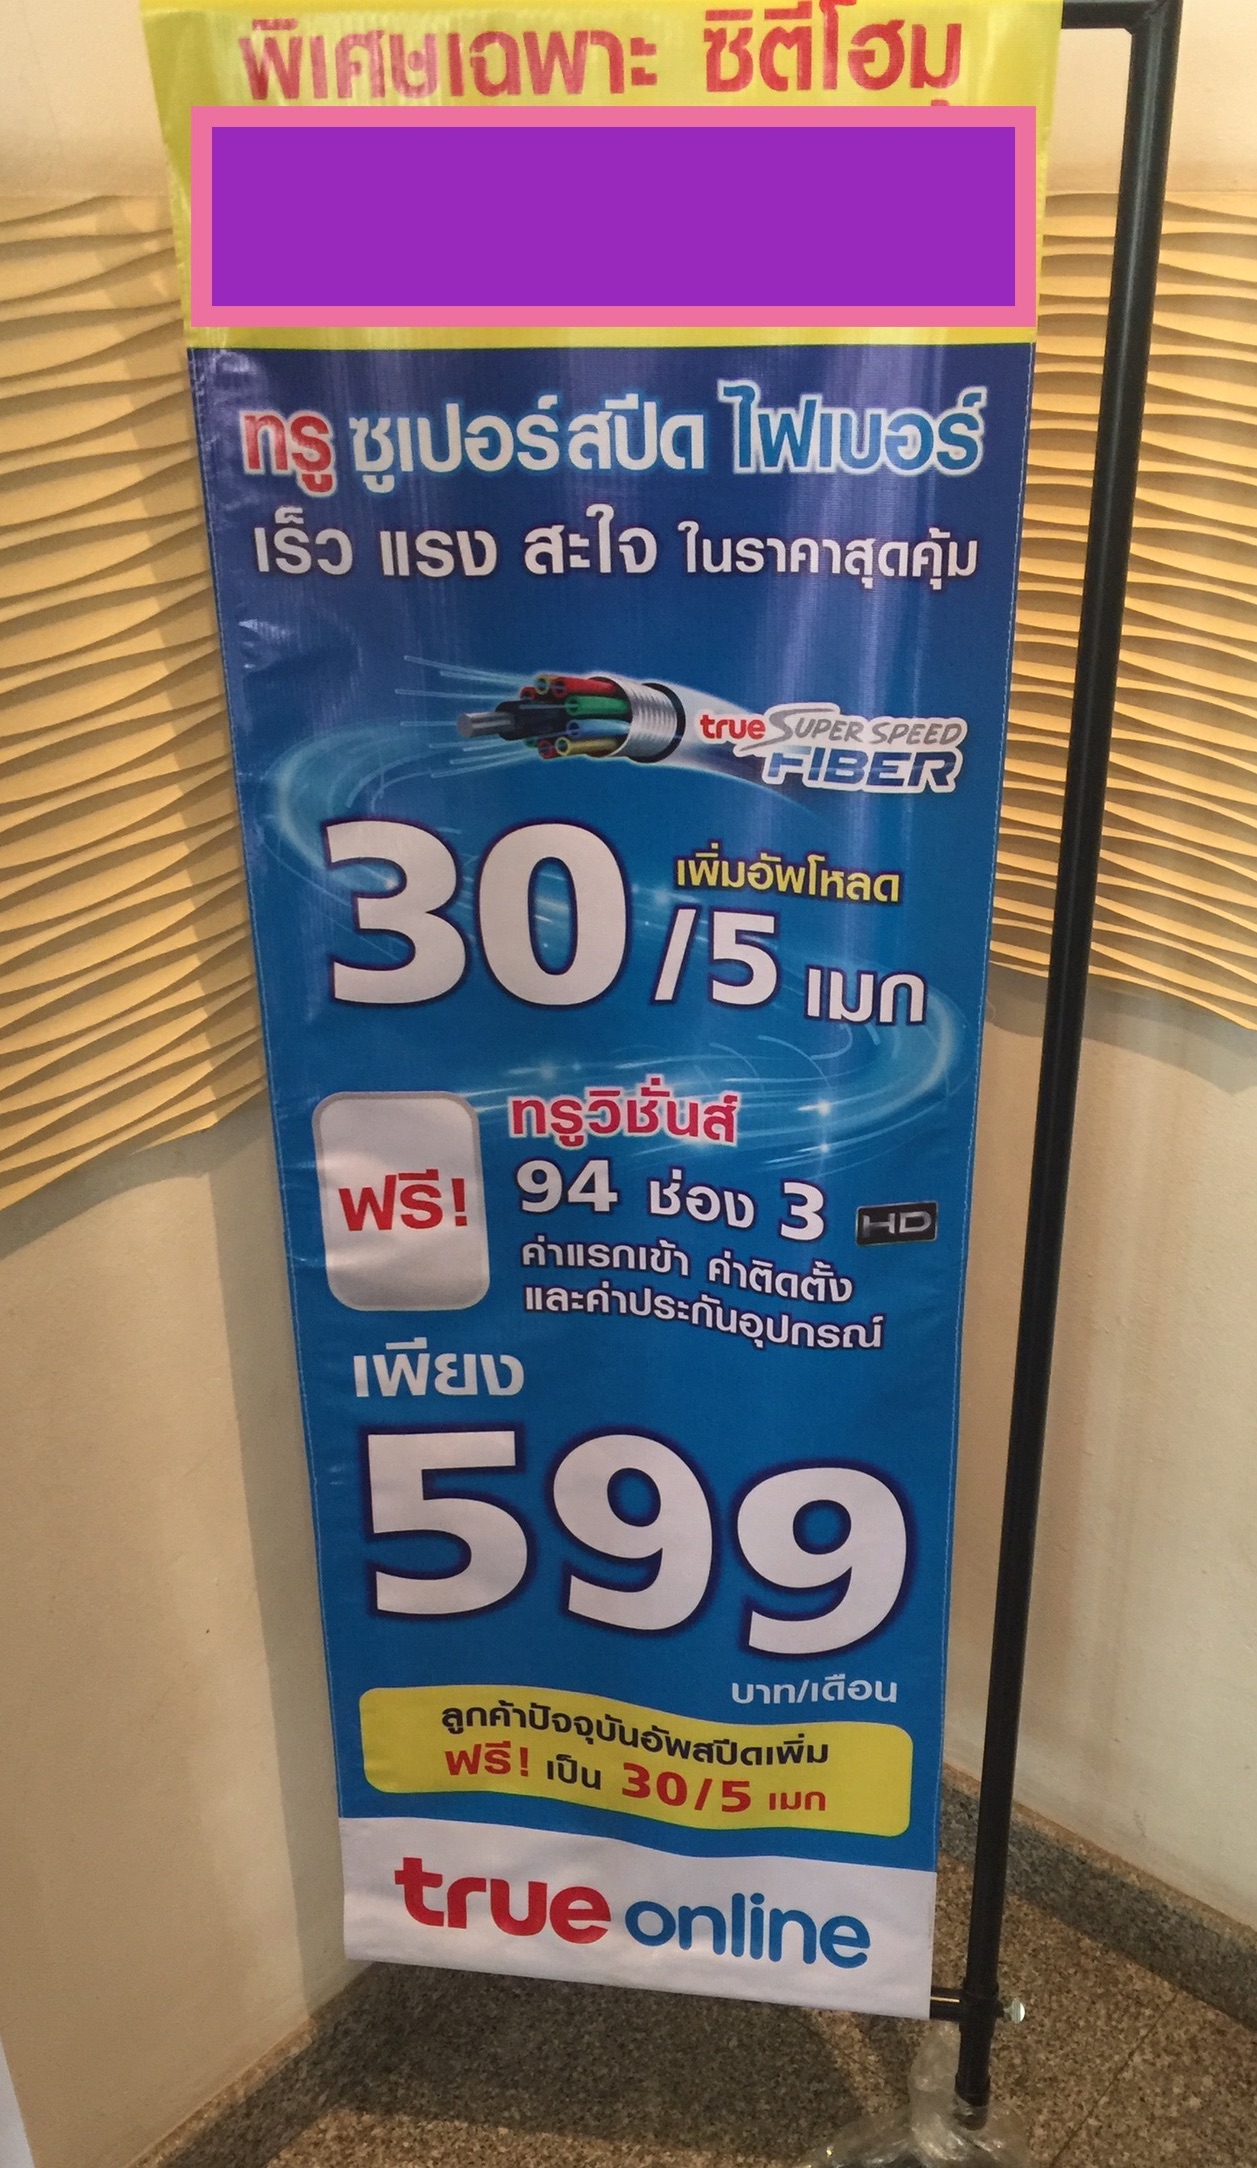 พิเศษเฉพาะ ซิตี้โฮม
ทรู ซูเปอร์สปีด ไฟเบอร์
เร็ว แรง สะใจ ในราคาสุดคุ้ม
true SUPER SPEED
FIBER
เพิ่มอัพโหลด
30/5 เมก
ทรูวิชั่นส์
ฟรี! 94 ช่อง 3 HD
ค่าแรกเข้า ค่าติดตั้ง
และค่าประกันอุปกรณ์
เพียง
599
บาท/เดือน
ลูกค้าปัจจุบันอัพสปีดเพิ่ม
ฟรี! เป็น 30/5 เมก
true online